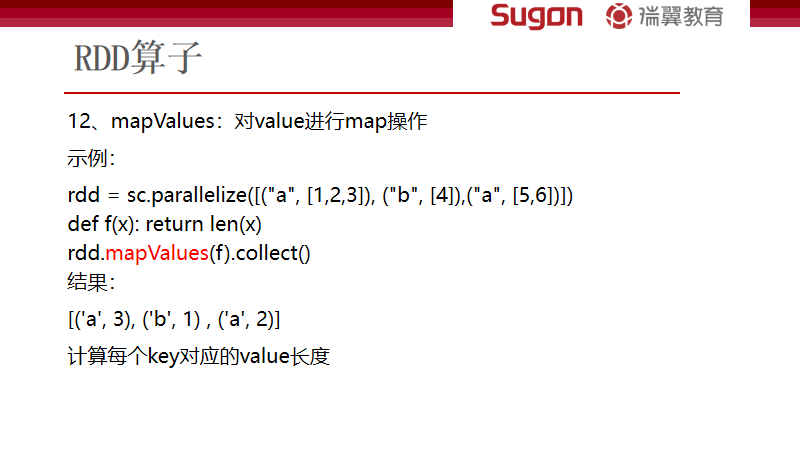 Sugon 瑞翼教育
RDD算子
12、mapValues：对value进行map操作
示例：
rdd = sc.parallelize([("a", [1,2,3]), ("b", [4]),("a", [5,6])])
def f(x): return len(x)
rdd.mapValues(f).collect()
结果：
[('a', 3), ('b', 1) , ('a', 2)]
计算每个key对应的value长度